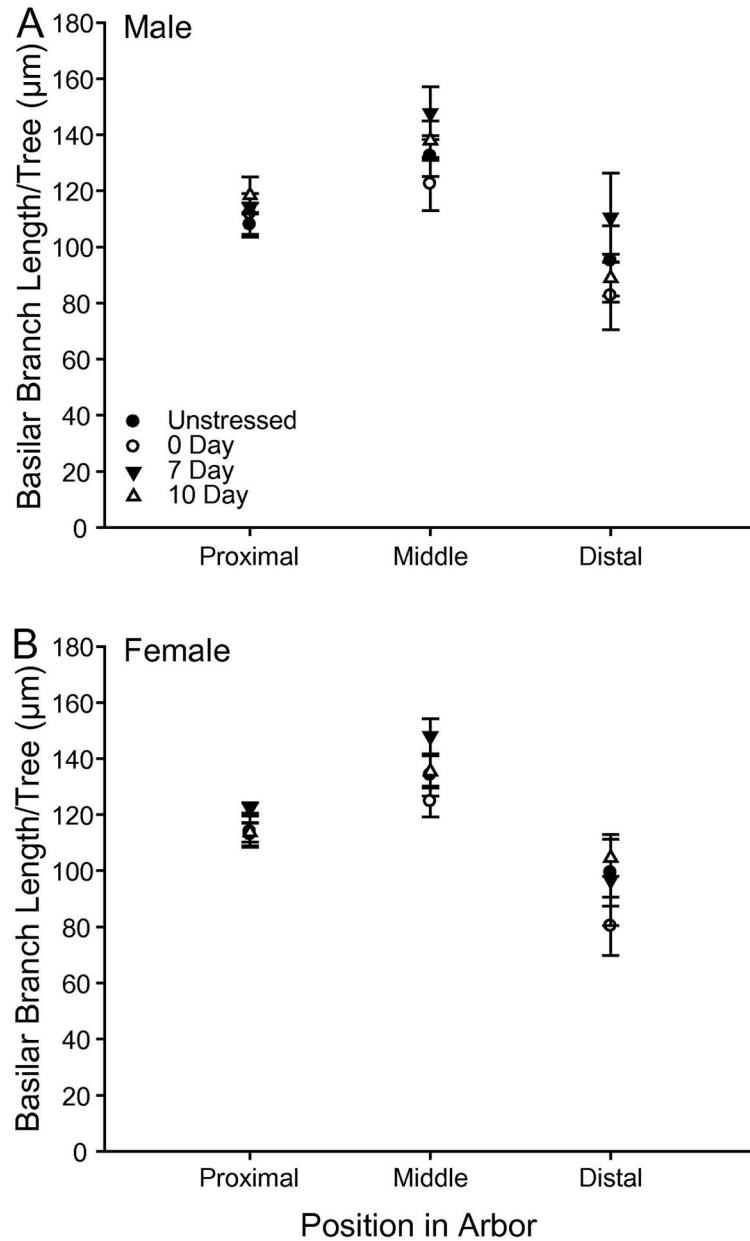 A
Male
Basilar Branch Length/Tree (µm)
180
160
140
120
100
80
60
40
20
0
Unstressed
0 Day
7 Day
10 Day
Proximal Middle Distal
B
Female
Basilar Branch Length/Tree (µm)
180
160
140
120
100
80
60
40
20
0
Proximal Middle Distal
Position in Arbor